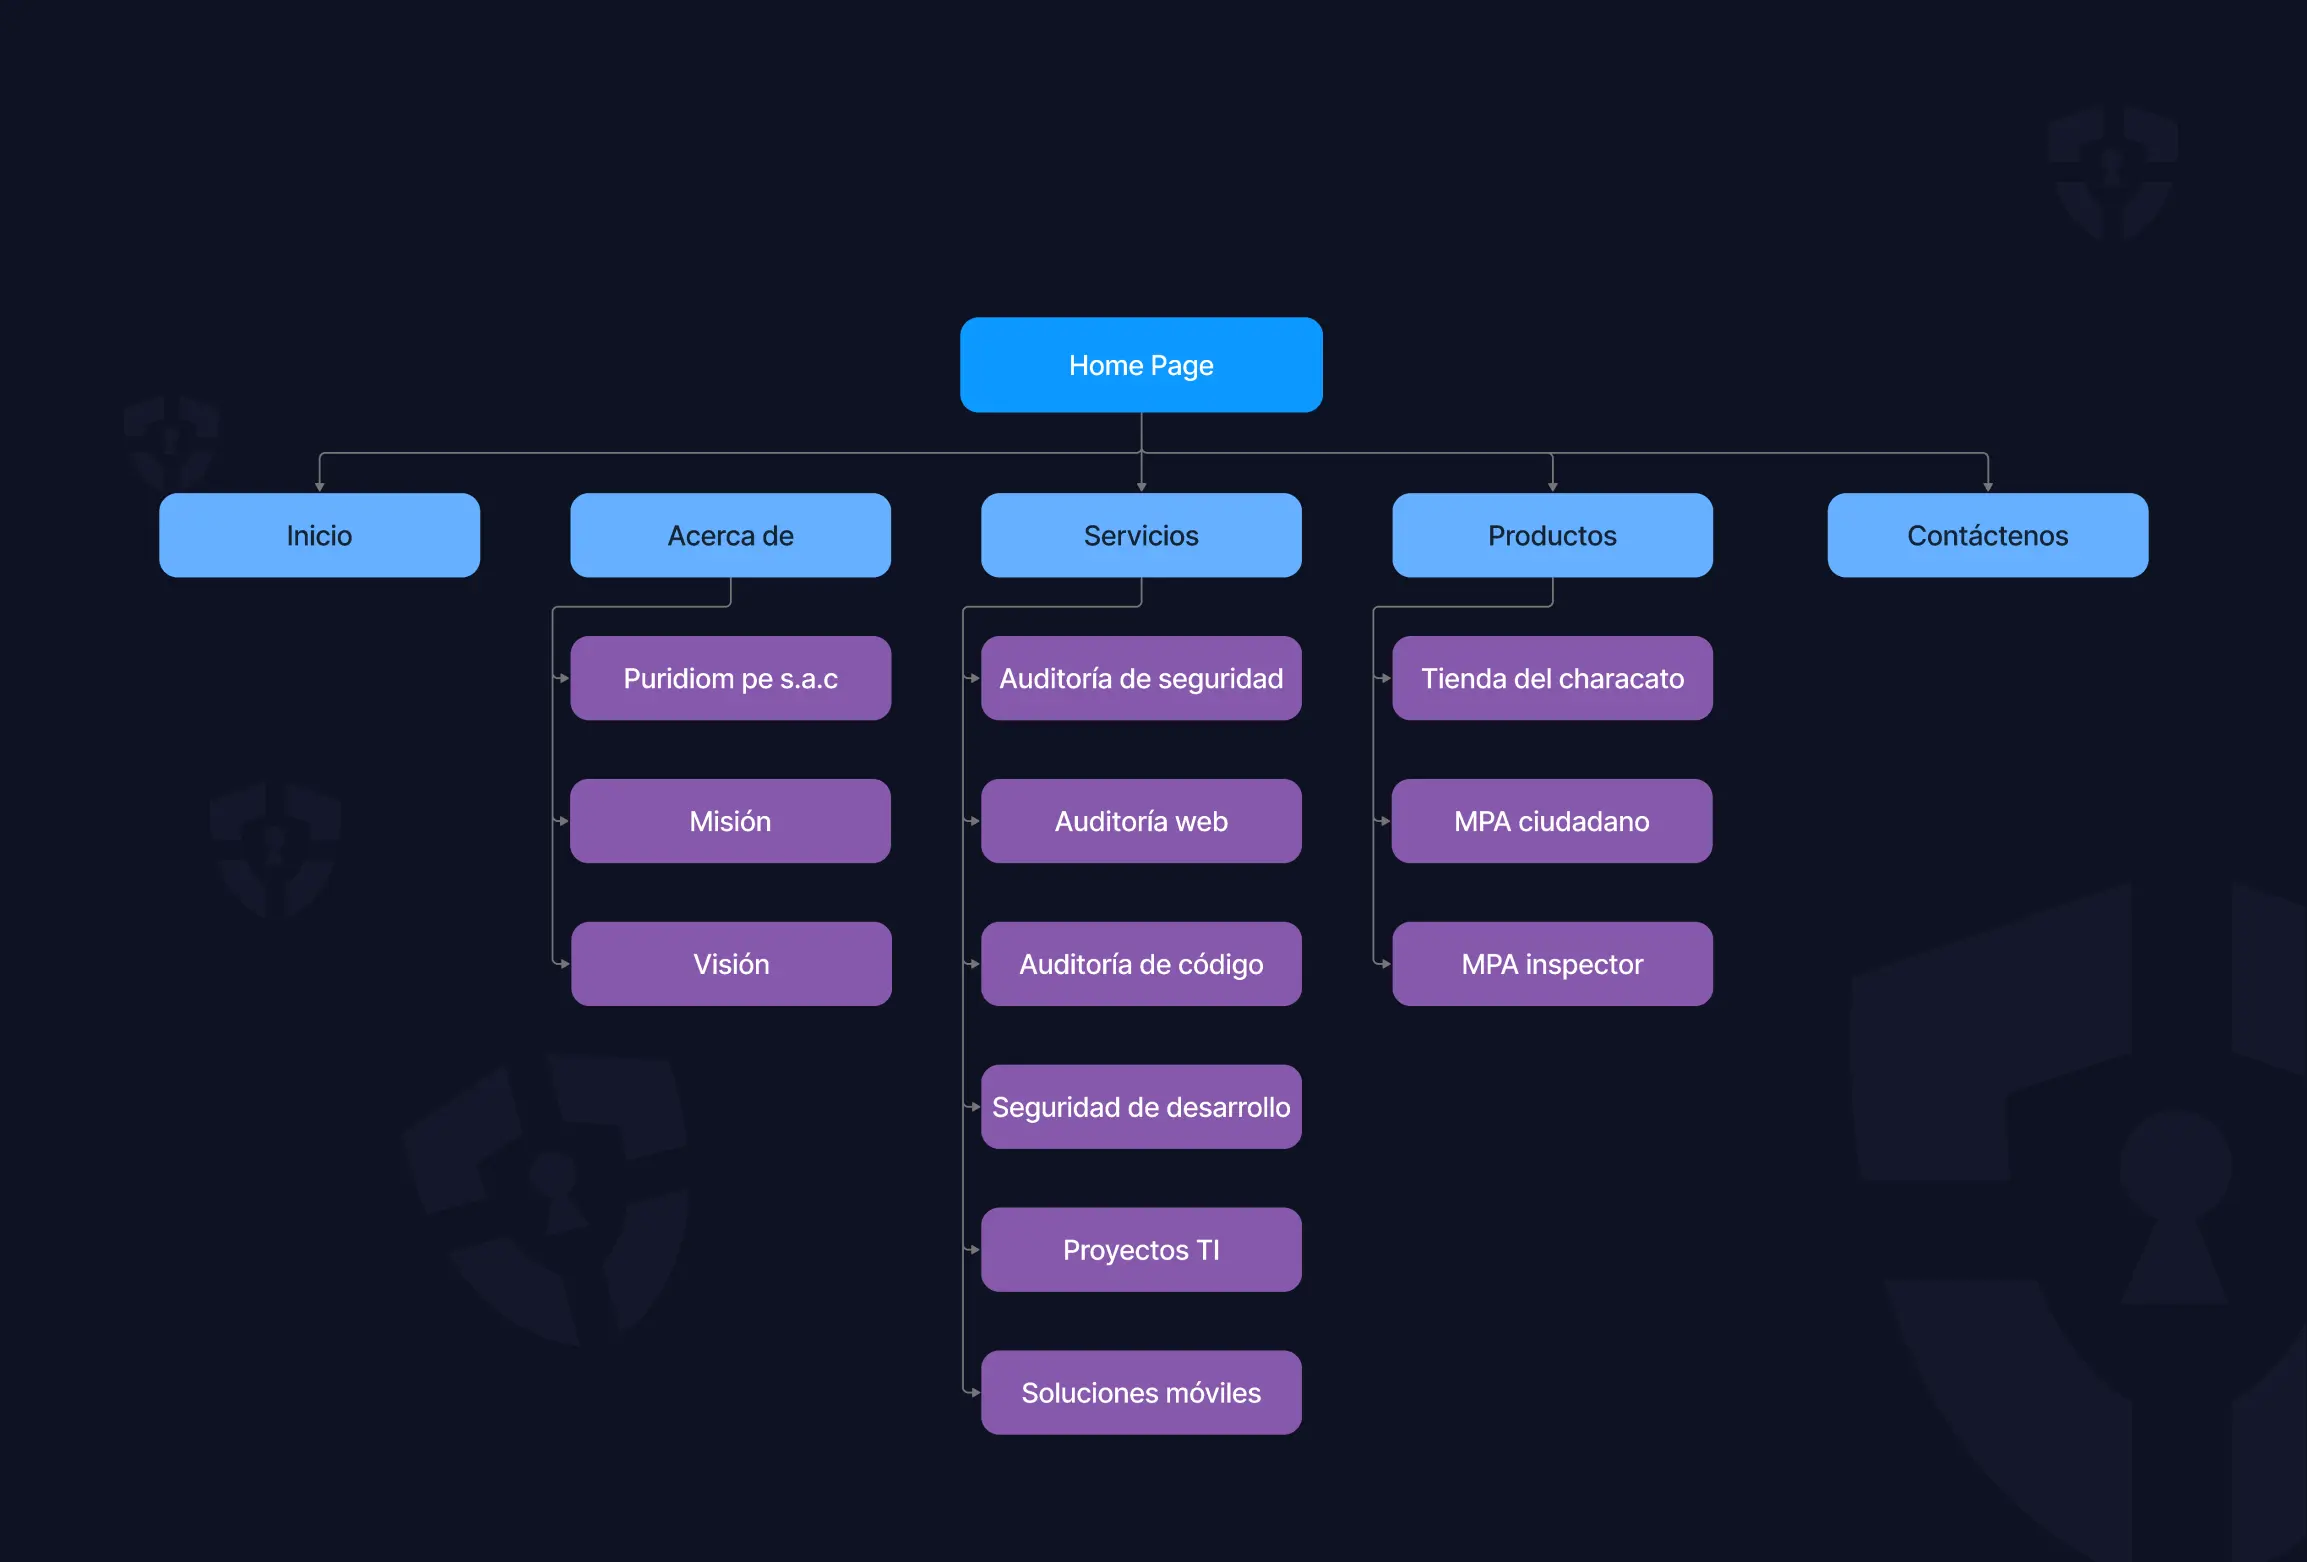 Home Page
Inicio
Acerca de
Servicios
Productos
Contáctenos
Puridiom pe s.a.c
Misión
Visión
Auditoría de seguridad
Auditoría web
Auditoría de código
Seguridad de desarrollo
Proyectos TI
Soluciones móviles
Tienda del characato
MPA ciudadano
MPA inspector